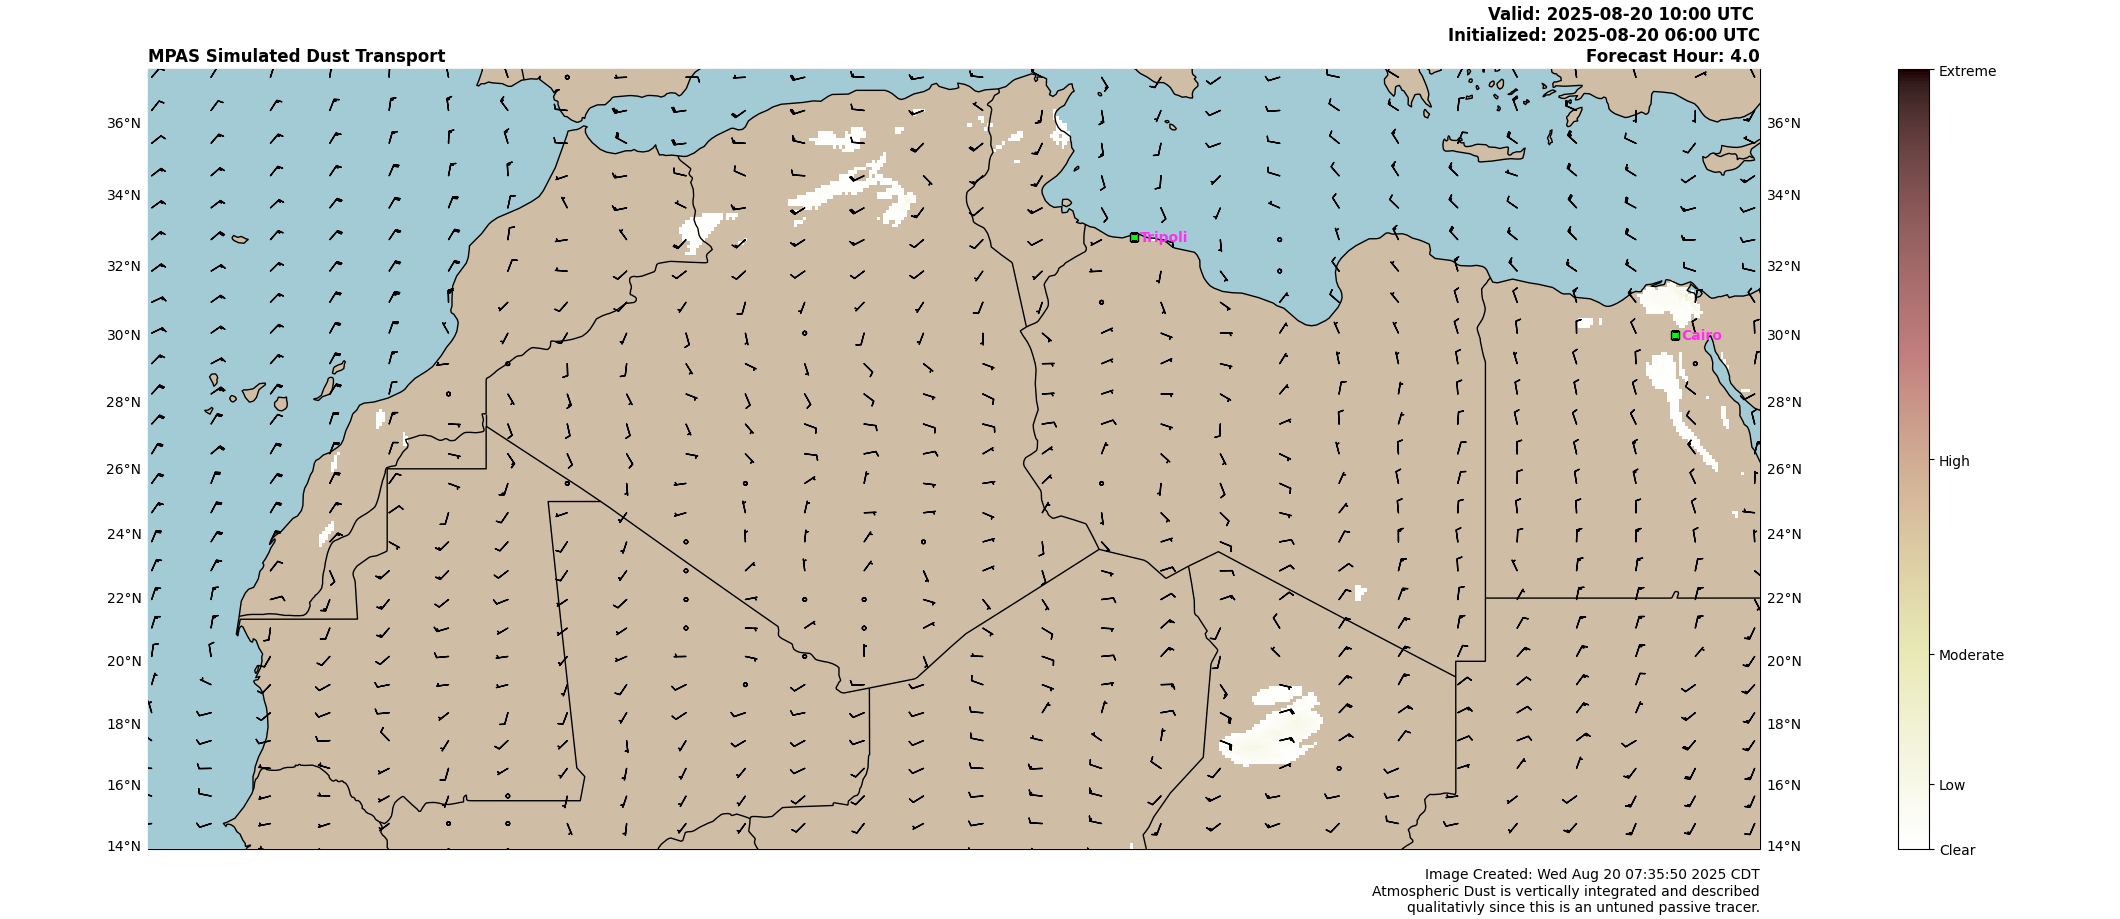 Valid: 2025-08-20 10:00 UTC
Initialized: 2025-08-20 06:00 UTC
MPAS Simulated Dust Transport
Forecast Hour: 4.0
Extreme
36°N
36°N
34°N
34°N
Tripoli
32°N
32°N
30°N
Cairo
30°N
28°N
28°N
26°N
26°N
High
24°N
24°N
22°N
22°N
20°N
20°N
Moderate
18°N
18°N
16°N
16°N
Low
14°N
14°N
Clear
Image Created: Wed Aug 20 07:35:50 2025 CDT
Atmospheric Dust is vertically integrated and described
qualitativly since this is an untuned passive tracer.